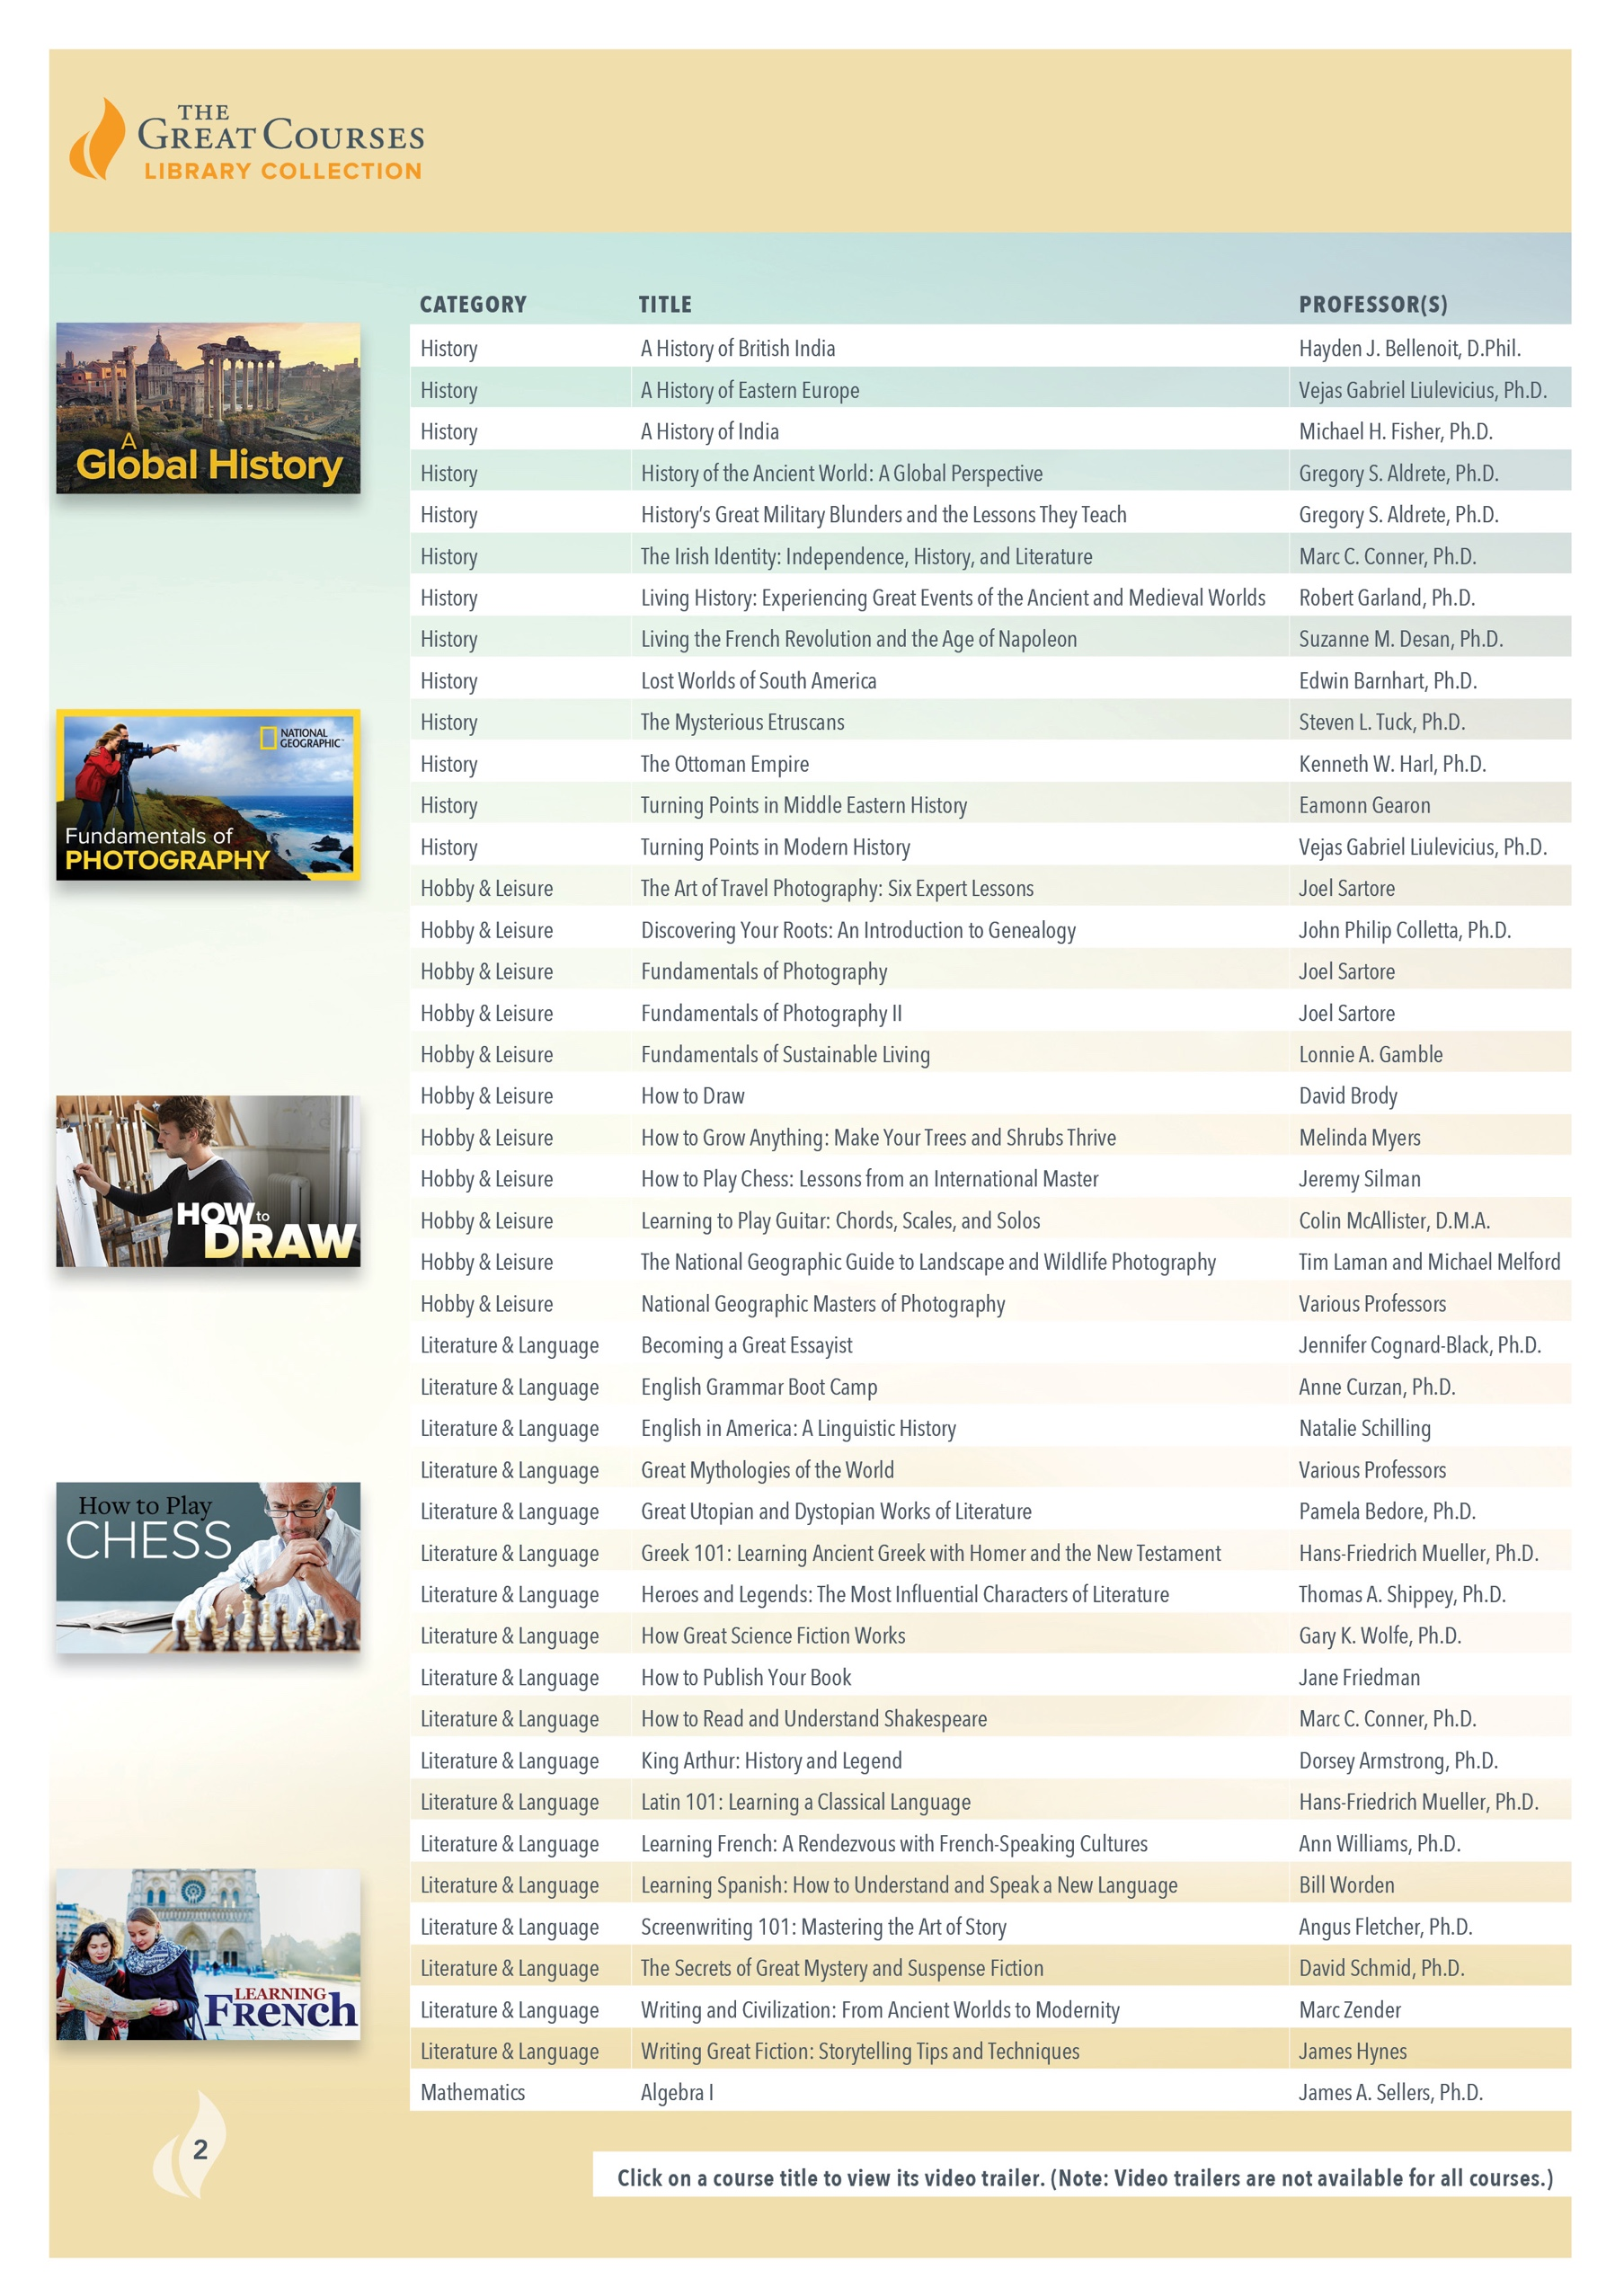 THE
GREAT COURSES
LIBRARY COLLECTION
CATEGORY TITLE PROFESSOR(S)
History A History of British India Hayden J. Bellenoit, D.Phil.
History A History of Eastern Europe Vejas Gabriel Liulevicius, Ph.D.
History A History of India Michael H. Fisher, Ph.D.
History History of the Ancient World: A Global Perspective Gregory S. Aldrete, Ph.D.
History History’s Great Military Blunders and the Lessons They Teach Gregory S. Aldrete, Ph.D.
History The Irish Identity: Independence, History, and Literature Marc C. Conner, Ph.D.
History Living History: Experiencing Great Events of the Ancient and Medieval Worlds Robert Garland, Ph.D.
History Living the French Revolution and the Age of Napoleon Suzanne M. Desan, Ph.D.
History Lost Worlds of South America Edwin Barnhart, Ph.D.
History The Mysterious Etruscans Steven L. Tuck, Ph.D.
History The Ottoman Empire Kenneth W. Harl, Ph.D.
History Turning Points in Middle Eastern History Eamonn Gearon
History Turning Points in Modern History Vejas Gabriel Liulevicius, Ph.D.
Hobby & Leisure The Art of Travel Photography: Six Expert Lessons Joel Sartore
Hobby & Leisure Discovering Your Roots: An Introduction to Genealogy John Philip Colletta, Ph.D.
Hobby & Leisure Fundamentals of Photography Joel Sartore
Hobby & Leisure Fundamentals of Photography II Joel Sartore
Hobby & Leisure Fundamentals of Sustainable Living Lonnie A. Gamble
Hobby & Leisure How to Draw David Brody
Hobby & Leisure How to Grow Anything: Make Your Trees and Shrubs Thrive Melinda Myers
Hobby & Leisure How to Play Chess: Lessons from an International Master Jeremy Silman
Hobby & Leisure Learning to Play Guitar: Chords, Scales, and Solos Colin McAllister, D.M.A.
Hobby & Leisure The National Geographic Guide to Landscape and Wildlife Photography Tim Laman and Michael Melford
Hobby & Leisure National Geographic Masters of Photography Various Professors
Literature & Language Becoming a Great Essayist Jennifer Cognard-Black, Ph.D.
Literature & Language English Grammar Boot Camp Anne Curzan, Ph.D.
Literature & Language English in America: A Linguistic History Natalie Schilling
Literature & Language Great Mythologies of the World Various Professors
Literature & Language Great Utopian and Dystopian Works of Literature Pamela Bedore, Ph.D.
Literature & Language Greek 101: Learning Ancient Greek with Homer and the New Testament Hans-Friedrich Mueller, Ph.D.
Literature & Language Heroes and Legends: The Most Influential Characters of Literature Thomas A. Shippey, Ph.D.
Literature & Language How Great Science Fiction Works Gary K. Wolfe, Ph.D.
Literature & Language How to Publish Your Book Jane Friedman
Literature & Language How to Read and Understand Shakespeare Marc C. Conner, Ph.D.
Literature & Language King Arthur: History and Legend Dorsey Armstrong, Ph.D.
Literature & Language Latin 101: Learning a Classical Language Hans-Friedrich Mueller, Ph.D.
Literature & Language Learning French: A Rendezvous with French-Speaking Cultures Ann Williams, Ph.D.
Literature & Language Learning Spanish: How to Understand and Speak a New Language Bill Worden
Literature & Language Screenwriting 101: Mastering the Art of Story Angus Fletcher, Ph.D.
Literature & Language The Secrets of Great Mystery and Suspense Fiction David Schmid, Ph.D.
Literature & Language Writing and Civilization: From Ancient Worlds to Modernity Marc Zender
Literature & Language Writing Great Fiction: Storytelling Tips and Techniques James Hynes
Mathematics Algebra I James A. Sellers, Ph.D.
A
Global History
NATIONAL
GEOGRAPHIC™
Fundamentals of
PHOTOGRAPHY
HOW to
DRAW
How to Play
CHESS
LEARNING
FRENCH
2
Click on a course title to view its video trailer. (Note: Video trailers are not available for all courses.)